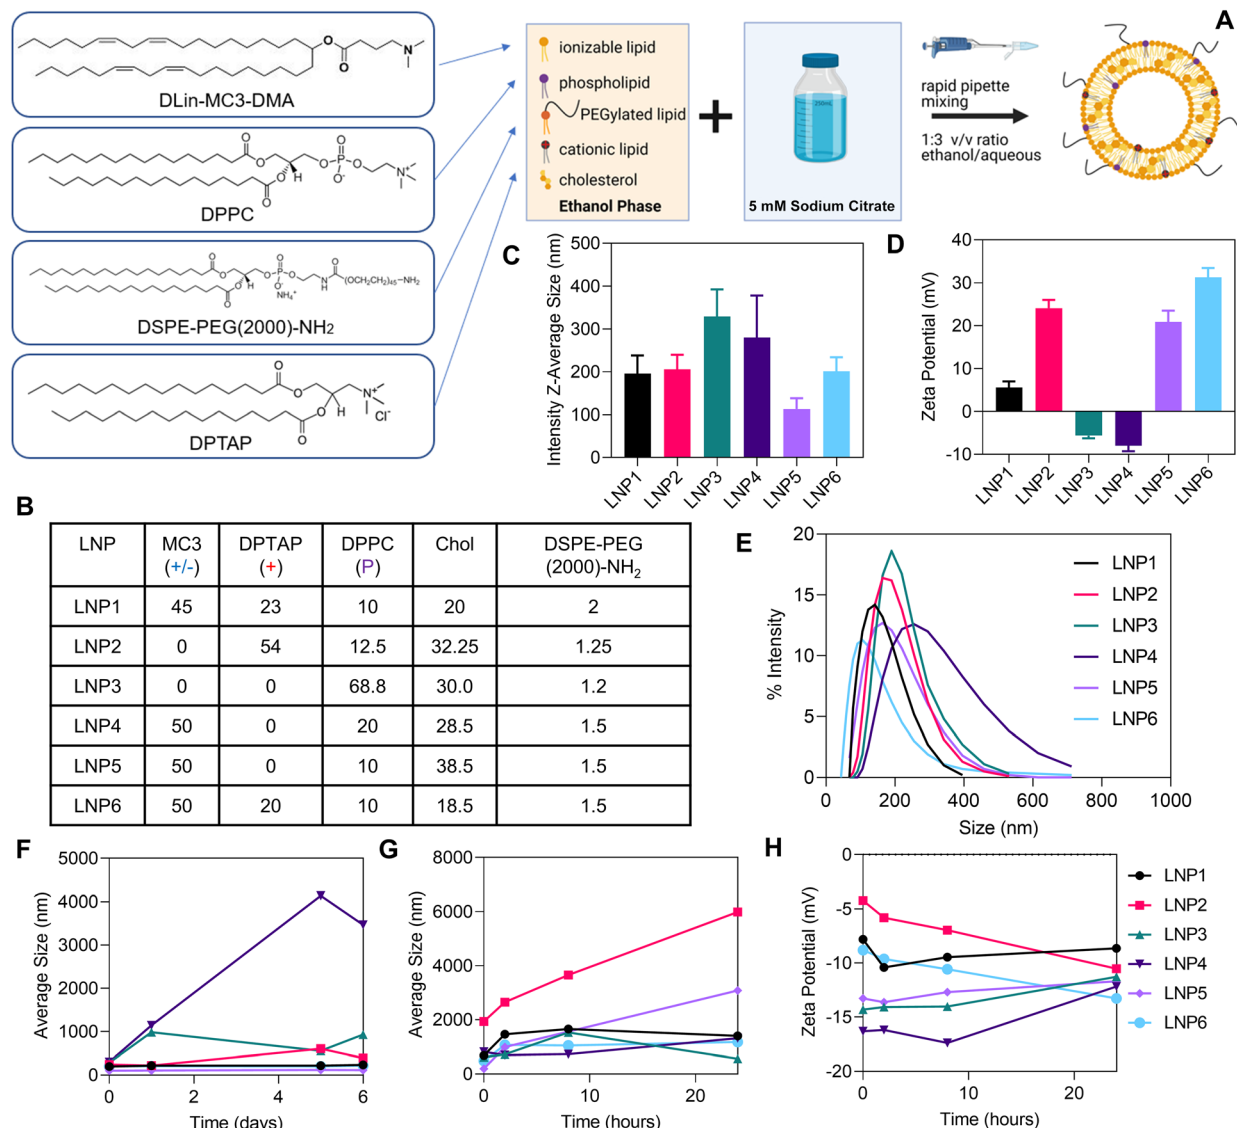 A
DLin-MC3-DMA
DPPC
DSPE-PEG(2000)-NH2
DPTAP
ionizable lipid
phospholipid
PEGylated lipid
cationic lipid
cholesterol
Ethanol Phase
+
250mL
5 mM Sodium Citrate
rapid pipette
mixing
1:3 v/v ratio
ethanol/aqueous
O
O
N
O
O
O
O
H
O
P
O
O-
O
N+
O
O
O
O
H
O
P
O
O-
NH4+
O
N
H
O
(OCH2CH2)45-NH2
O
O
O
O
H
N+
Cl-
B
LNP MC3 (+/-) DPTAP (+) DPPC (P) Chol DSPE-PEG (2000)-NH2
LNP1 45 23 10 20 2
LNP2 0 54 12.5 32.25 1.25
LNP3 0 0 68.8 30.0 1.2
LNP4 50 0 20 28.5 1.5
LNP5 50 0 10 38.5 1.5
LNP6 50 20 10 18.5 1.5
C
Intensity Z-Average Size (nm)
500
400
300
200
100
0
LNP1 LNP2 LNP3 LNP4 LNP5 LNP6
D
Zeta Potential (mV)
40
30
20
10
0
-10
LNP1 LNP2 LNP3 LNP4 LNP5 LNP6
E
% Intensity
20
15
10
5
0
0 200 400 600 800 1000
Size (nm)
LNP1
LNP2
LNP3
LNP4
LNP5
LNP6
F
Average Size (nm)
5000
4000
3000
2000
1000
0
0 2 4 6
Time (days)
G
Average Size (nm)
8000
6000
4000
2000
0
0 10 20
Time (hours)
H
Zeta Potential (mV)
0
-5
-10
-15
-20
0 10 20
Time (hours)
LNP1
LNP2
LNP3
LNP4
LNP5
LNP6